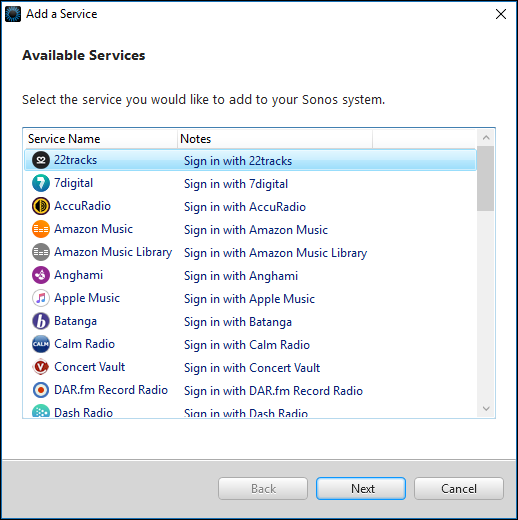 Add a Service
Available Services
Select the service you would like to add to your Sonos system.
Service Name Notes
22tracks Sign in with 22tracks
7digital Sign in with 7digital
AccuRadio Sign in with AccuRadio
Amazon Music Sign in with Amazon Music
Amazon Music Library Sign in with Amazon Music Library
Anghami Sign in with Anghami
Apple Music Sign in with Apple Music
b Batanga Sign in with Batanga
CALM Calm Radio Sign in with Calm Radio
V Concert Vault Sign in with Concert Vault
DAR.fm Record Radio Sign in with DAR.fm Record Radio
Dash Radio Sign in with Dash Radio
Back Next Cancel